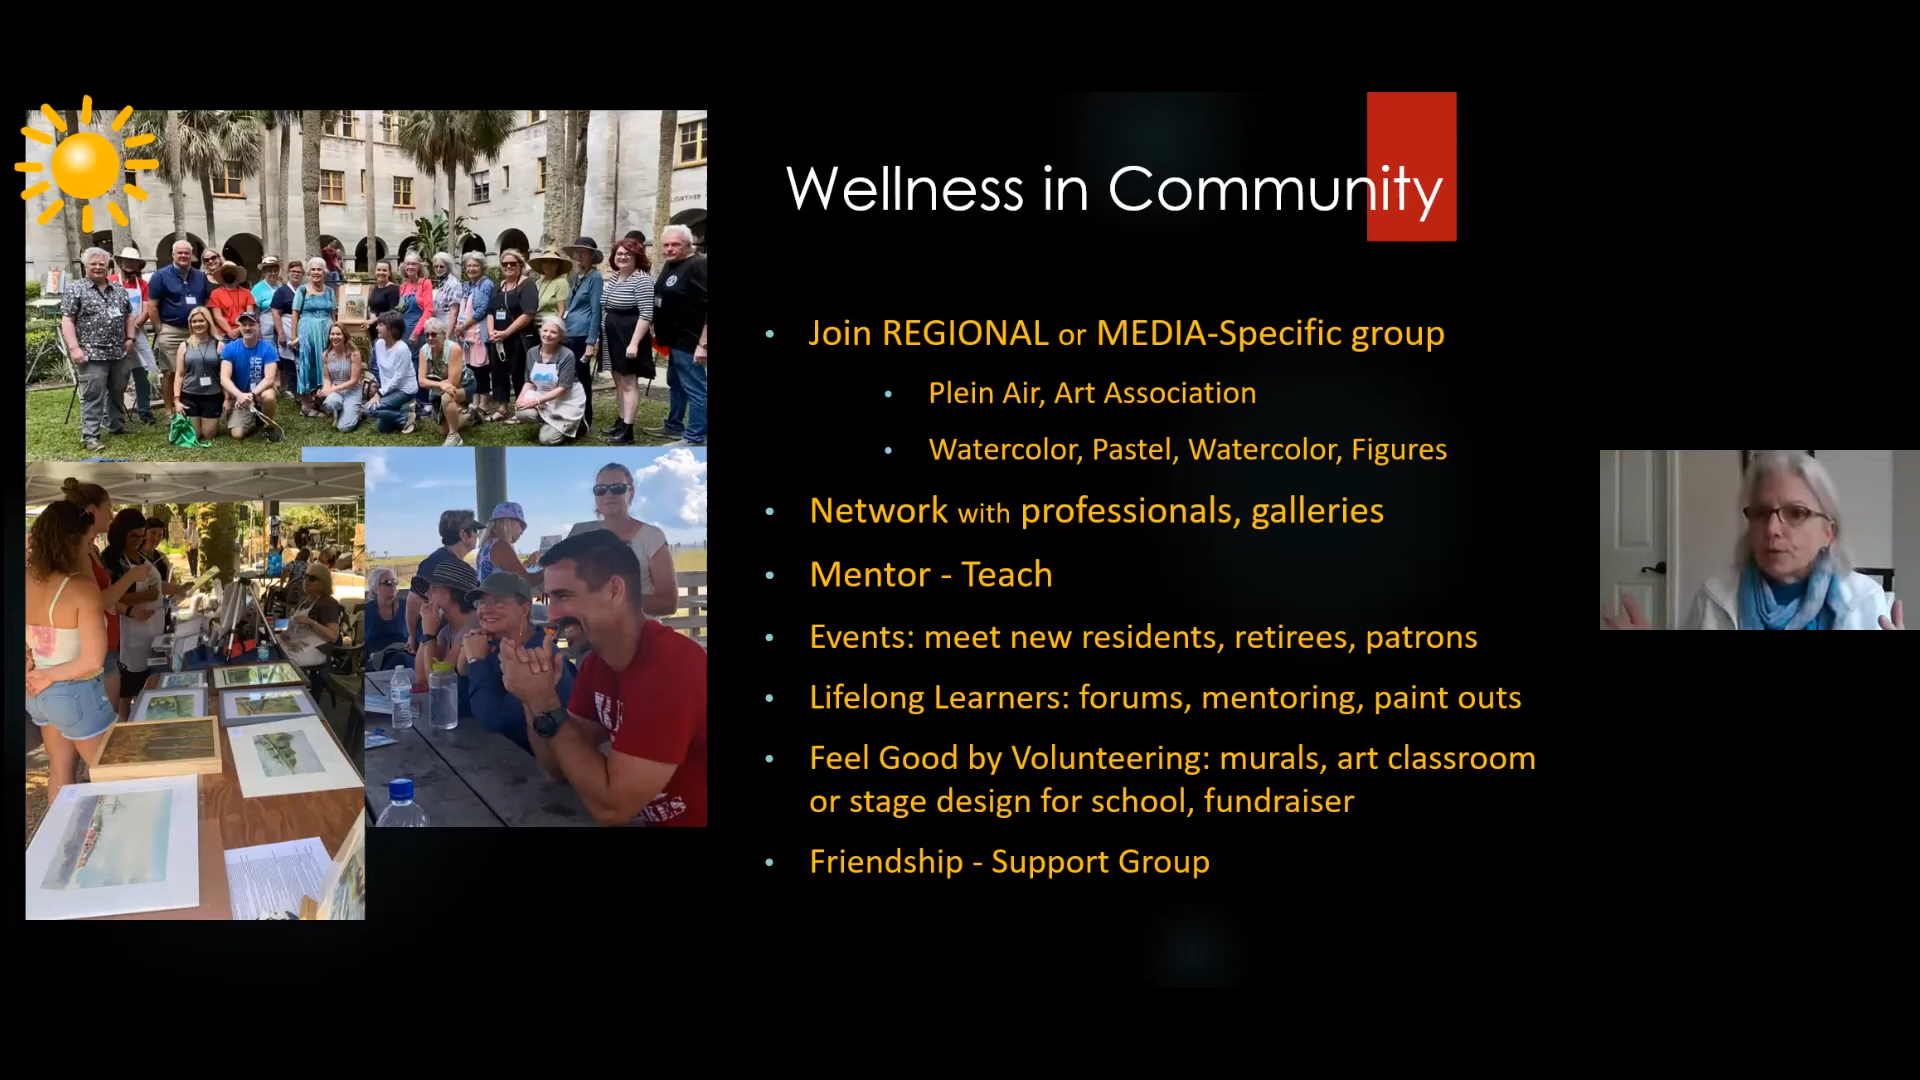 Wellness in Community
• Join REGIONAL or MEDIA-Specific group
• Plein Air, Art Association
• Watercolor, Pastel, Watercolor, Figures
• Network with professionals, galleries
• Mentor - Teach
• Events: meet new residents, retirees, patrons
• Lifelong Learners: forums, mentoring, paint outs
• Feel Good by Volunteering: murals, art classroom
or stage design for school, fundraiser
• Friendship - Support Group